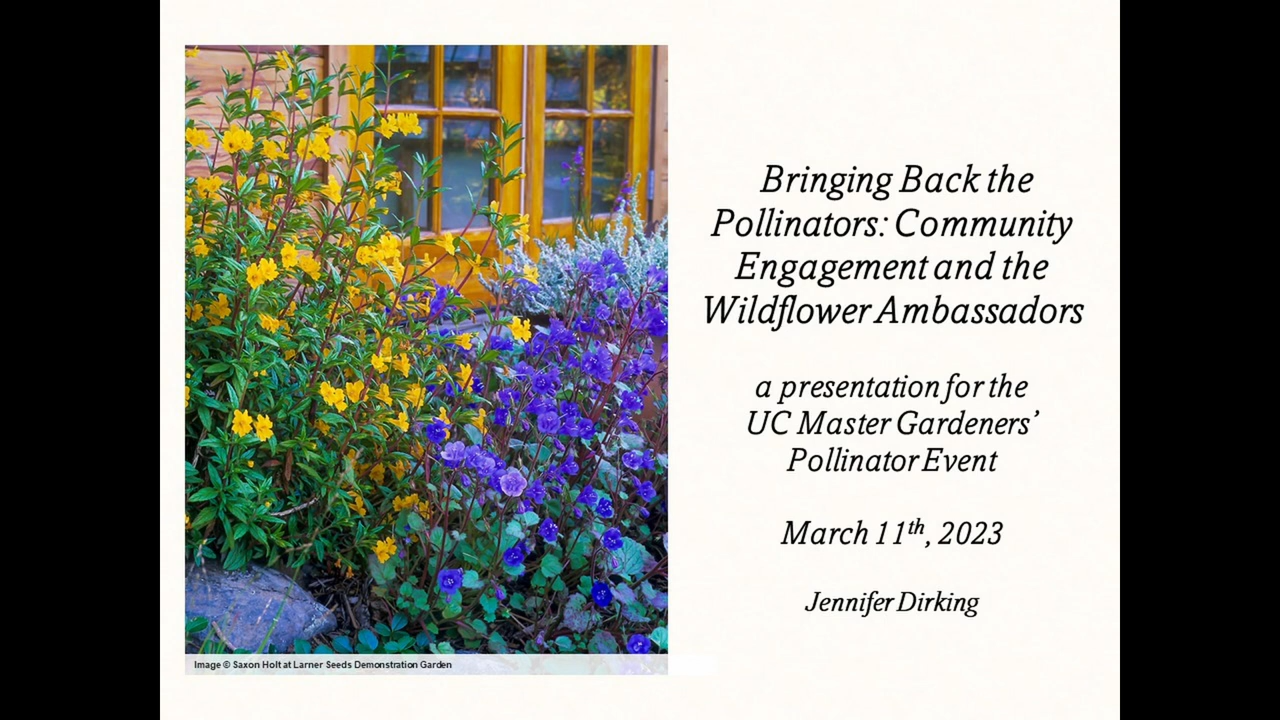 Bringing Back the
Pollinators: Community
Engagement and the
Wildflower Ambassadors
a presentation for the
UC Master Gardeners’
Pollinator Event
March 11th, 2023
Jennifer Dirking
Image © Saxon Holt at Larner Seeds Demonstration Garden